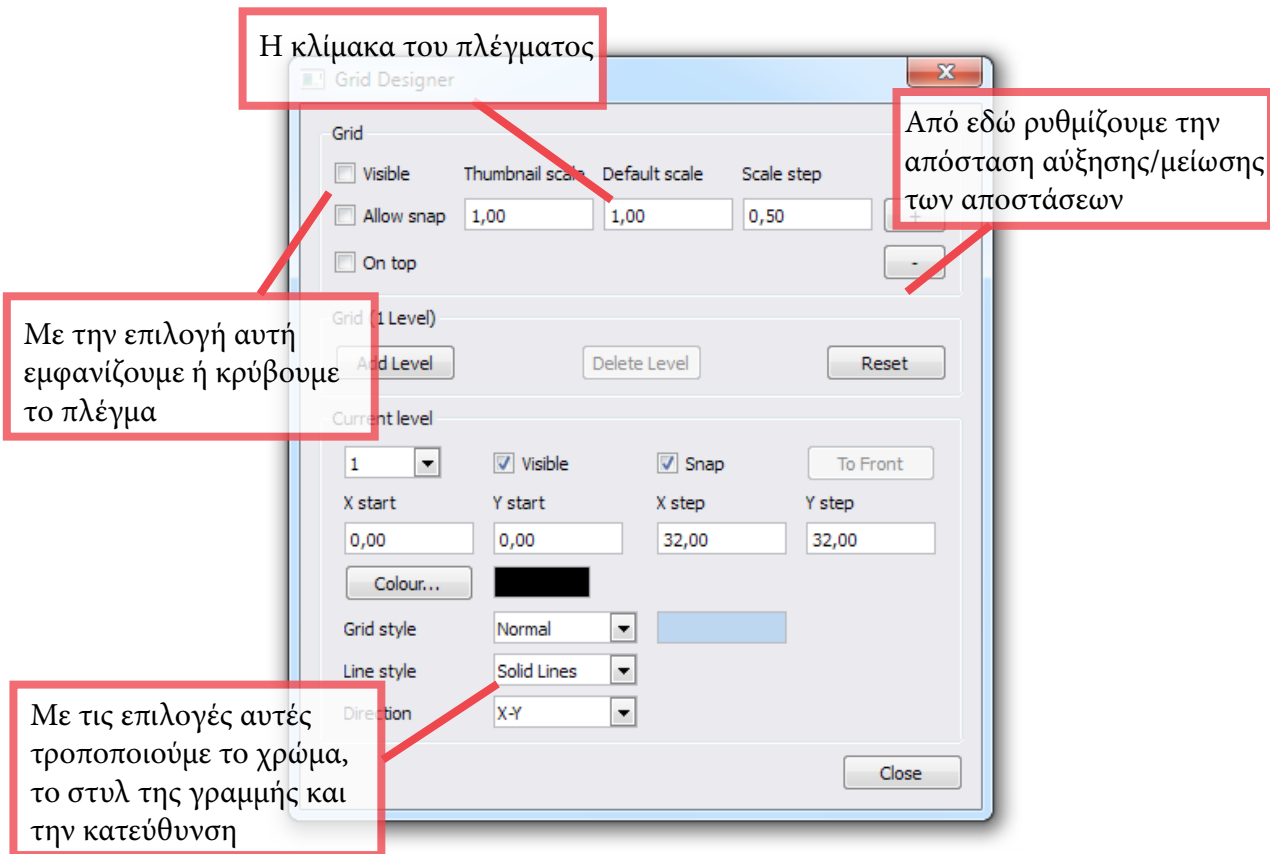 Η κλίμακα του πλέγματος
Grid Designer
Από εδώ ρυθμίζουμε την
απόσταση αύξησης/μείωσης
των αποστάσεων
Grid
Visible
Thumbnail scale
Default scale
Scale step
Allow snap
1,00
1,00
0,50
+
On top
-
Με την επιλογή αυτή
εμφανίζουμε ή κρύβουμε
το πλέγμα
Grid (1 Level)
Add Level
Delete Level
Reset
Current level
1
Visible
Snap
To Front
X start
Y start
X step
Y step
0,00
0,00
32,00
32,00
Colour...
Grid style
Normal
Line style
Solid Lines
Direction
X-Y
Με τις επιλογές αυτές
τροποποιούμε το χρώμα,
το στυλ της γραμμής και
την κατεύθυνση
Close